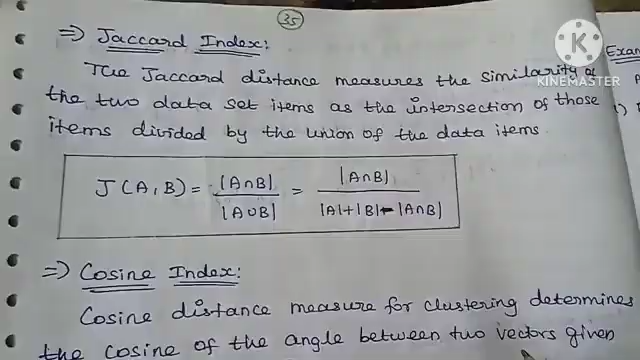 35
⇒ Jaccard Index:
The Jaccard distance measures the similarity of
the two data set items as the intersection of those
items divided by the union of the data items.
J(A,B) = |A∩B| / |A∪B| = |A∩B| / |A|+|B|-|A∩B|
⇒ Cosine Index:
Cosine distance measure for clustering determines
the cosine of the angle between two vectors given
KINEMASTER